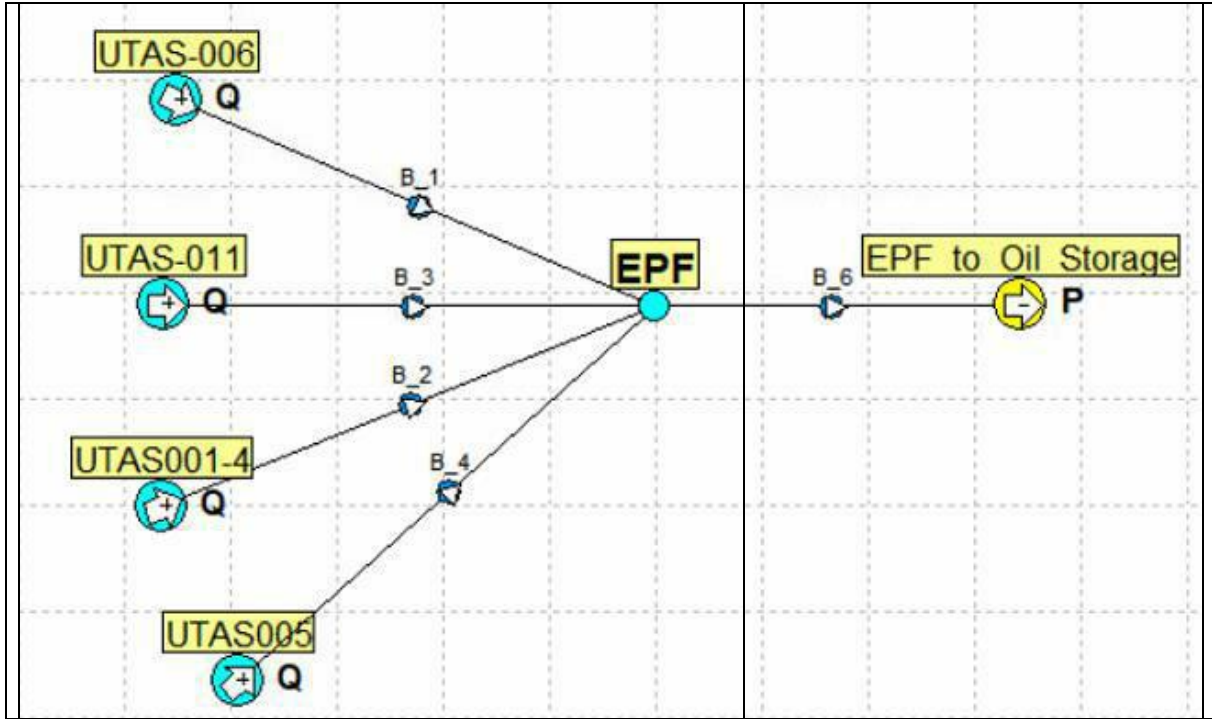 UTAS-006
Q
B_1
UTAS-011
Q
B_3
EPF
B_6
EPF to Oil Storage
P
B_2
UTAS001-4
Q
B_4
UTAS005
Q